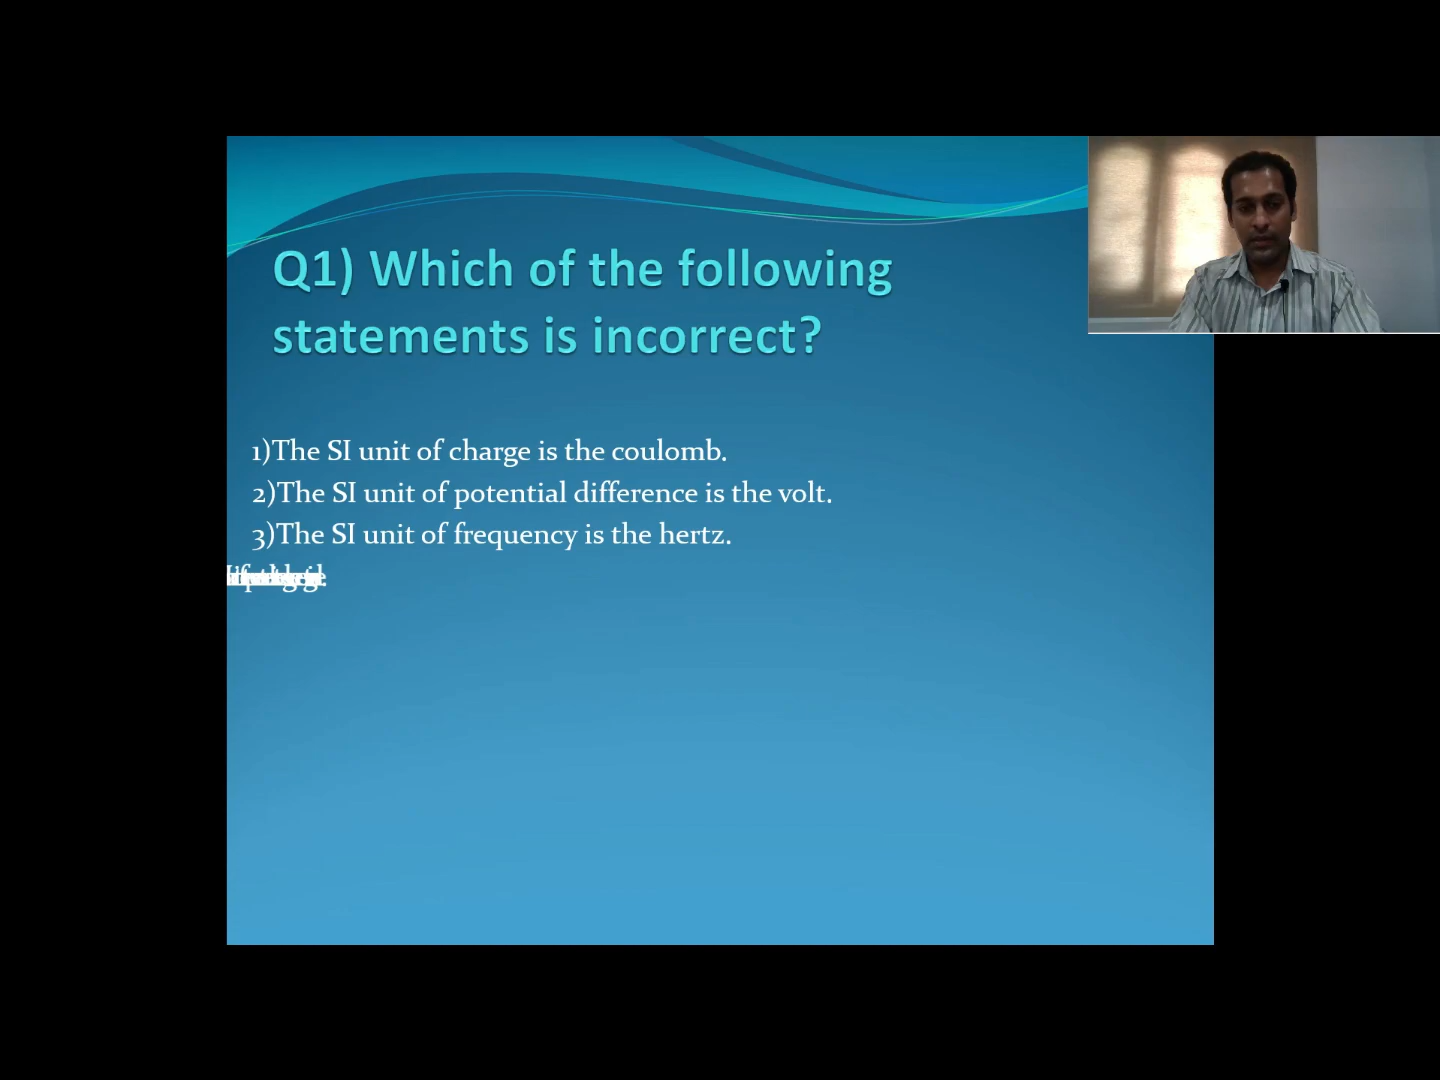 Q1) Which of the following
statements is incorrect?
1)The SI unit of charge is the coulomb.
2)The SI unit of potential difference is the volt.
3)The SI unit of frequency is the hertz.